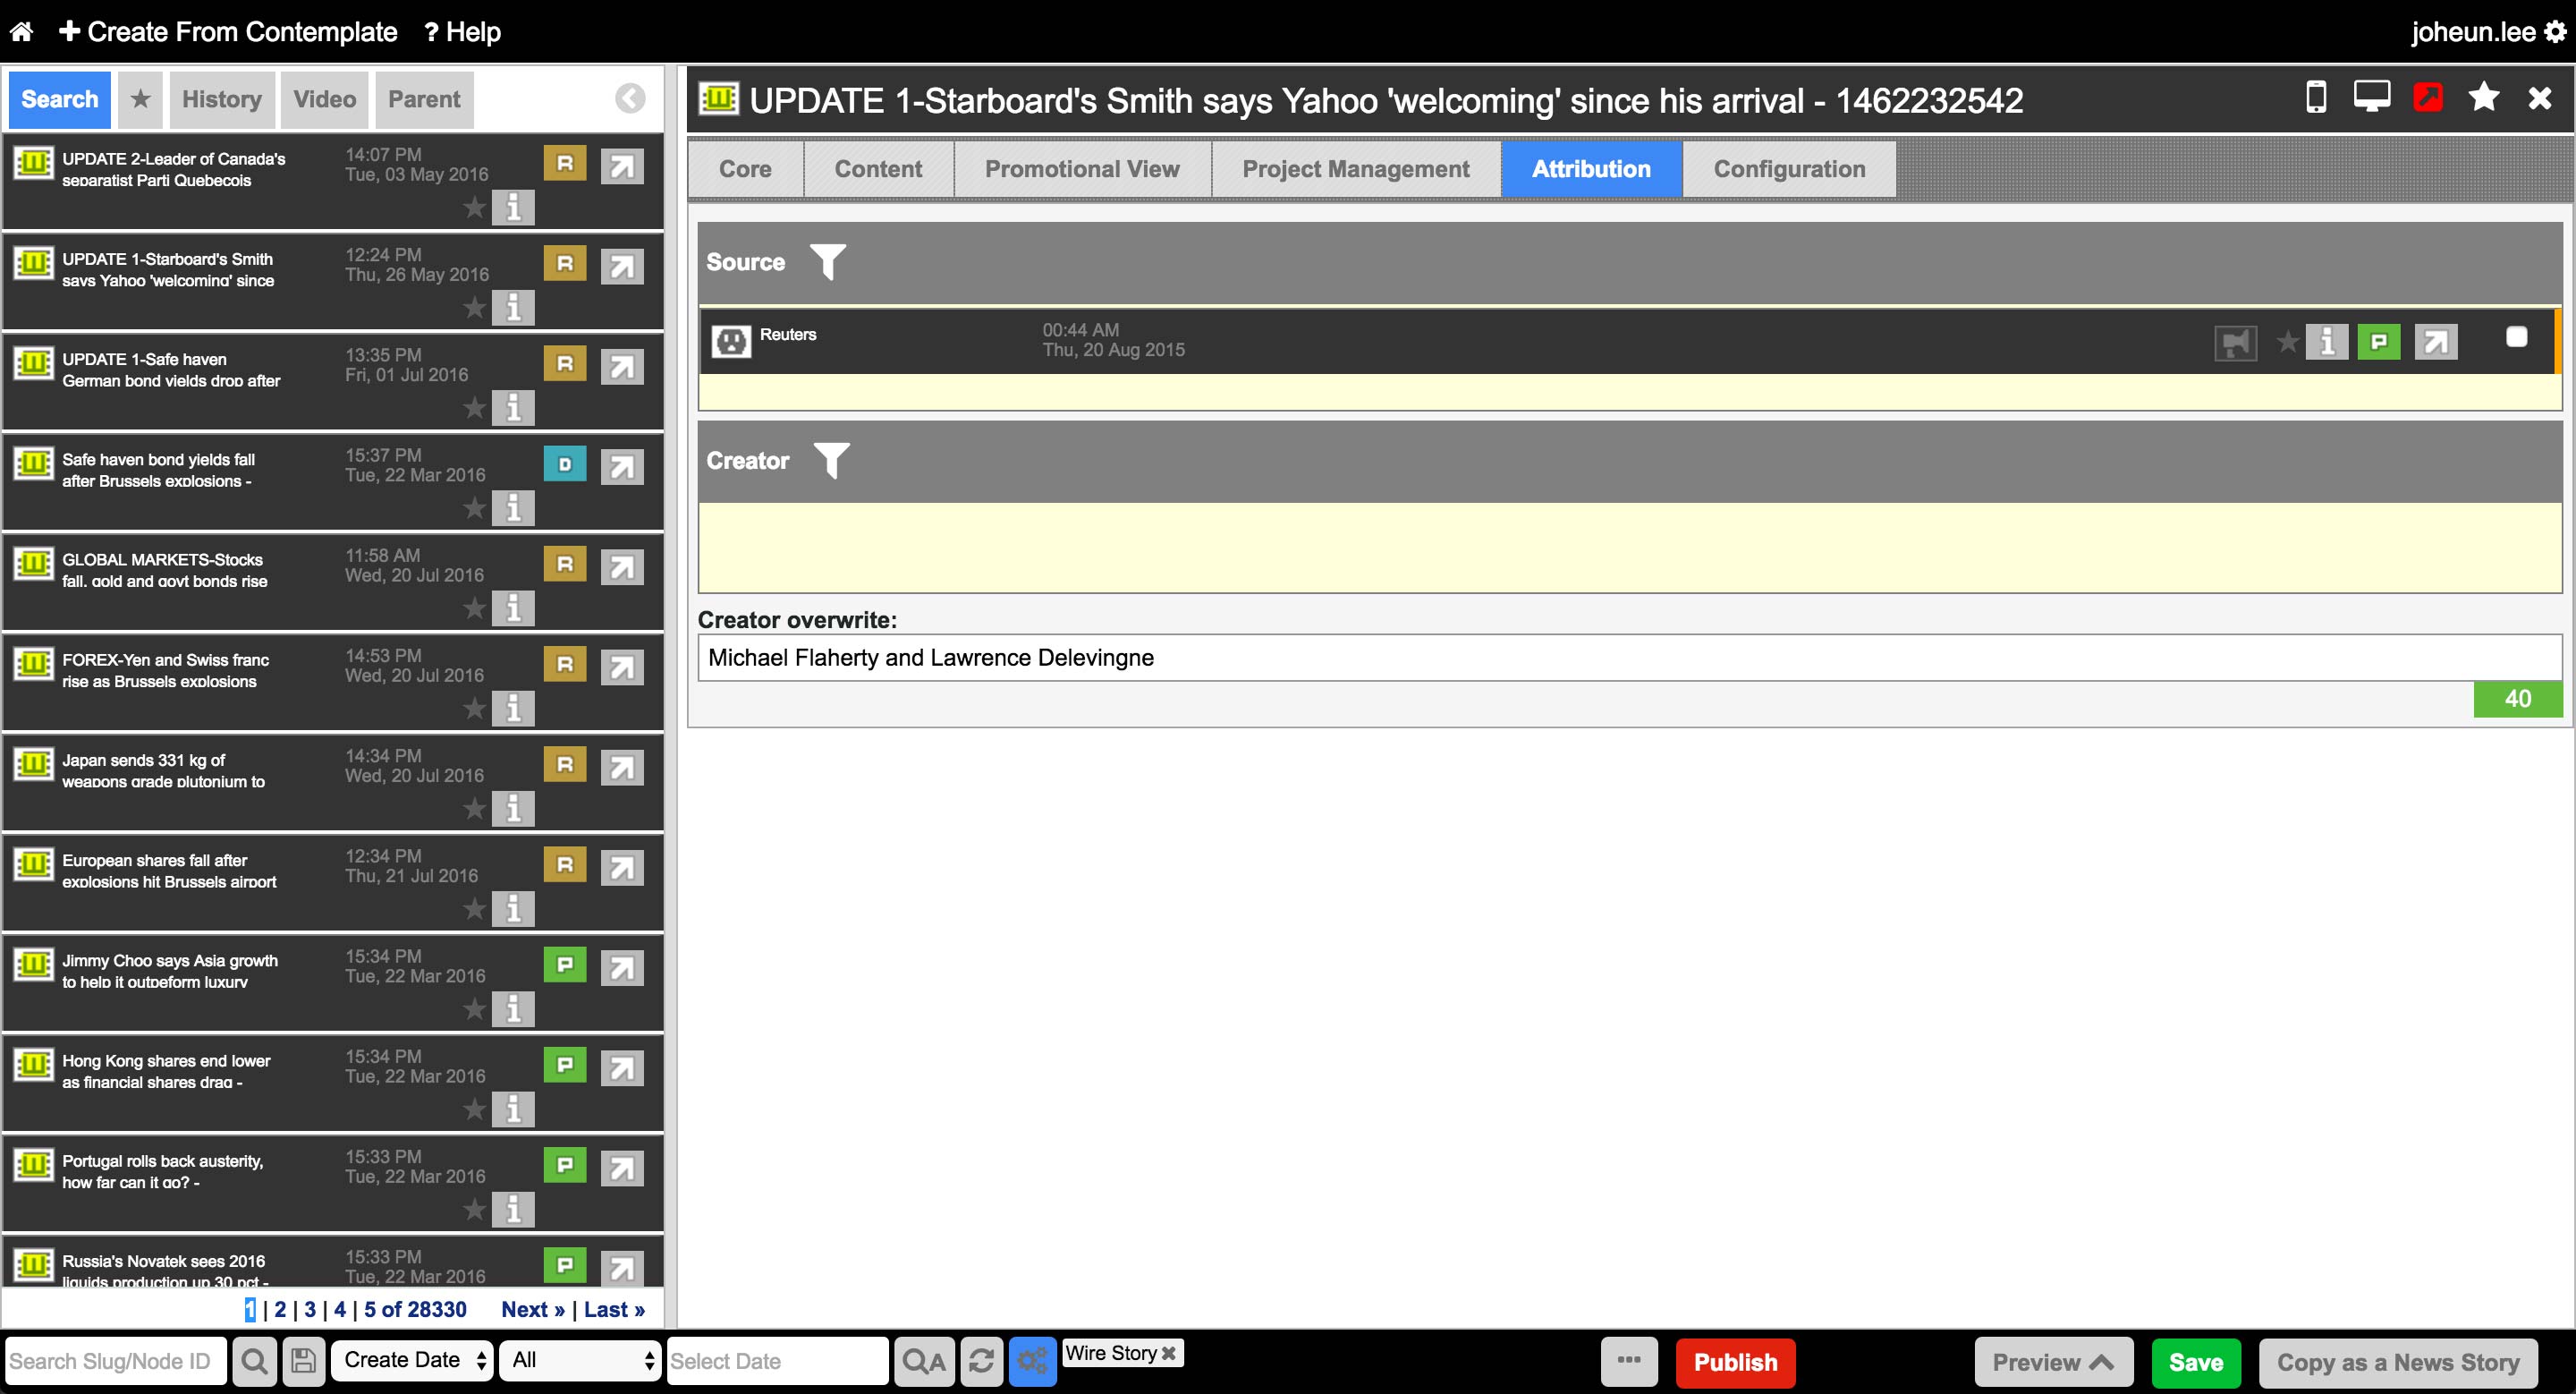 Create From Contemplate
? Help
joheun.lee
Search
History
Video
Parent
UPDATE 2-Leader of Canada's
separatist Parti Quebecois
14:07 PM
Tue, 03 May 2016
R
UPDATE 1-Starboard's Smith
says Yahoo 'welcoming' since
12:24 PM
Thu, 26 May 2016
R
UPDATE 1-Safe haven
German bond yields drop after
13:35 PM
Fri, 01 Jul 2016
R
Safe haven bond yields fall
after Brussels explosions -
15:37 PM
Tue, 22 Mar 2016
D
GLOBAL MARKETS-Stocks
fall, gold and govt bonds rise
11:58 AM
Wed, 20 Jul 2016
R
FOREX-Yen and Swiss franc
rise as Brussels explosions
14:53 PM
Wed, 20 Jul 2016
R
Japan sends 331 kg of
weapons grade plutonium to
14:34 PM
Wed, 20 Jul 2016
R
European shares fall after
explosions hit Brussels airport
12:34 PM
Thu, 21 Jul 2016
R
Jimmy Choo says Asia growth
to help it outpeform luxury
15:34 PM
Tue, 22 Mar 2016
P
Hong Kong shares end lower
as financial shares drag -
15:34 PM
Tue, 22 Mar 2016
P
Portugal rolls back austerity,
how far can it go? -
15:33 PM
Tue, 22 Mar 2016
P
Russia's Novatek sees 2016
liquids production up 30 pct -
15:33 PM
Tue, 22 Mar 2016
P
1 | 2 | 3 | 4 | 5 of 28330 Next » | Last »
UPDATE 1-Starboard's Smith says Yahoo 'welcoming' since his arrival - 1462232542
Core
Content
Promotional View
Project Management
Attribution
Configuration
Source
Reuters
00:44 AM
Thu, 20 Aug 2015
P
Creator
Creator overwrite:
Michael Flaherty and Lawrence Delevingne
40
Search Slug/Node ID
Create Date
All
Select Date
A
Wire Story
Publish
Preview
Save
Copy as a News Story